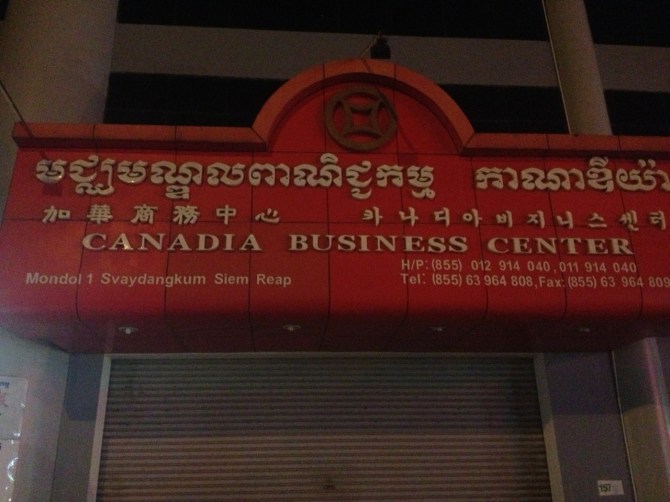 មជ្ឈមណ្ឌលពាណិជ្ជកម្ម កាណាឌីយ៉ា
加華商務中心 카나디아비지니스센터
CANADIA BUSINESS CENTER
Mondol 1 Svaydangkum Siem Reap
H/P: (855) 012 914 040, 011 914 040
Tel: (855) 63 964 808, Fax: (855) 63 964 809
157